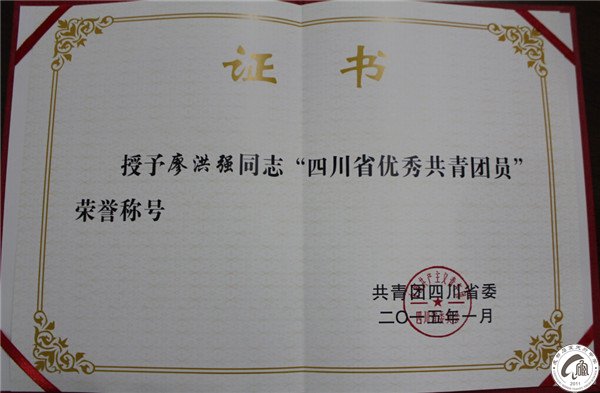 证书
授予廖洪强同志“四川省优秀共青团员”
荣誉称号
共青团四川省委
二〇一五年一月
2011